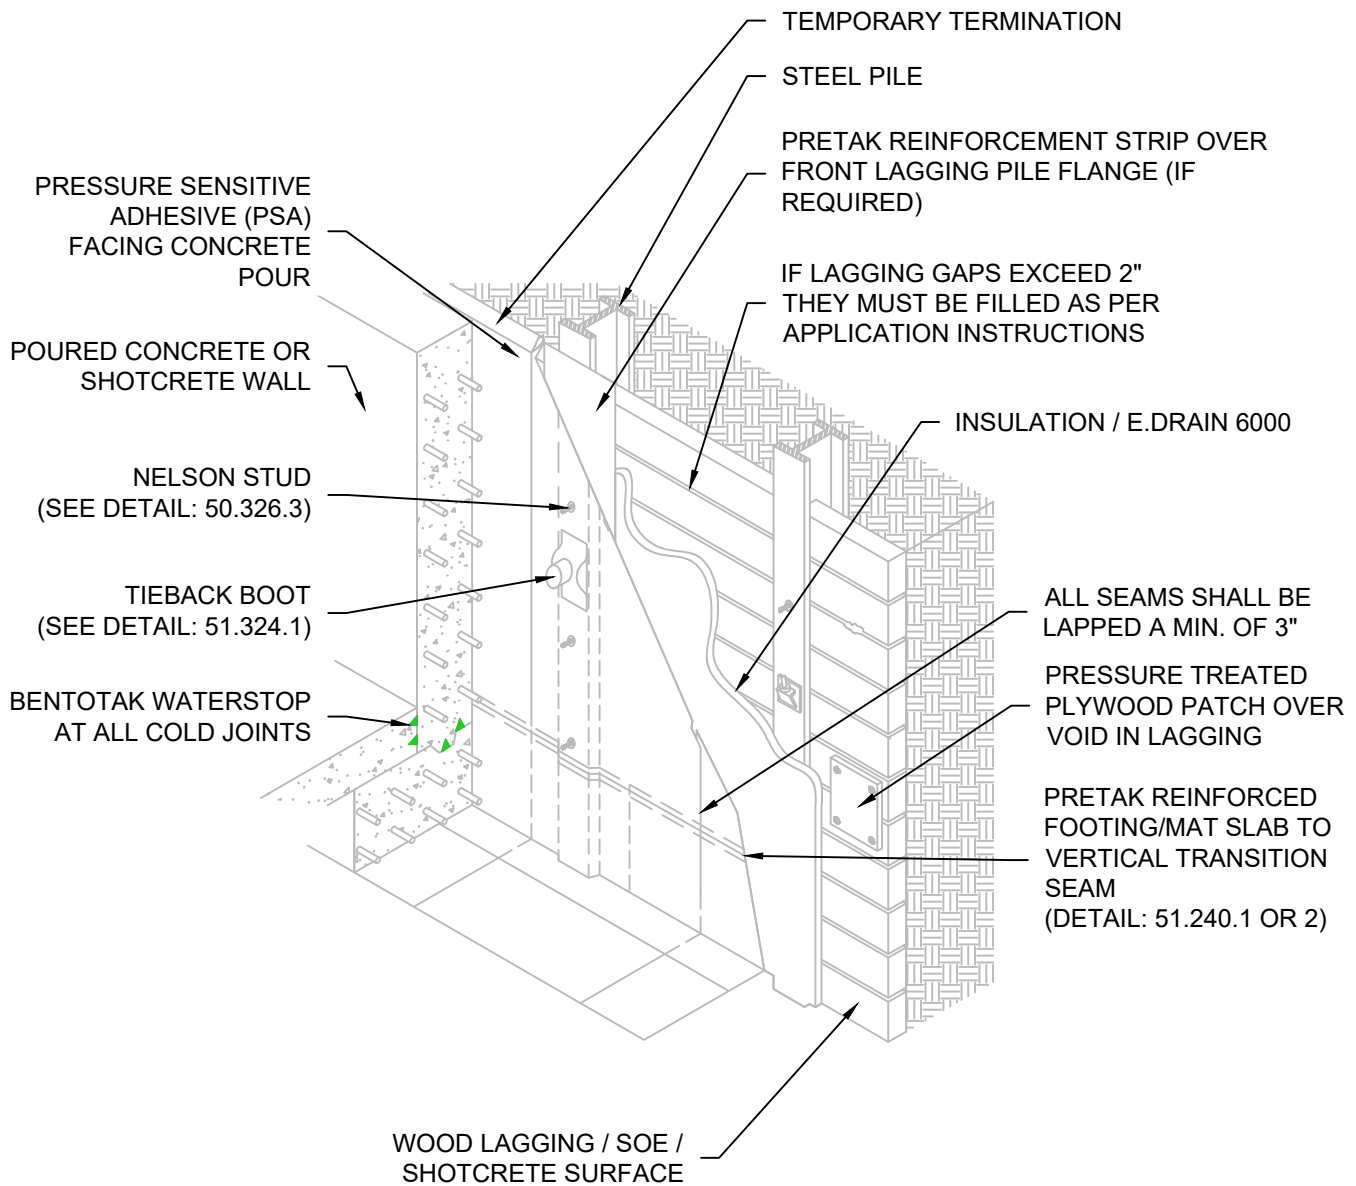 TEMPORARY TERMINATION
STEEL PILE
PRETAK REINFORCEMENT STRIP OVER
FRONT LAGGING PILE FLANGE (IF
REQUIRED)
IF LAGGING GAPS EXCEED 2"
THEY MUST BE FILLED AS PER
APPLICATION INSTRUCTIONS
INSULATION / E.DRAIN 6000
ALL SEAMS SHALL BE
LAPPED A MIN. OF 3"
PRESSURE TREATED
PLYWOOD PATCH OVER
VOID IN LAGGING
PRETAK REINFORCED
FOOTING/MAT SLAB TO
VERTICAL TRANSITION
SEAM
(DETAIL: 51.240.1 OR 2)
PRESSURE SENSITIVE
ADHESIVE (PSA)
FACING CONCRETE
POUR
POURED CONCRETE OR
SHOTCRETE WALL
NELSON STUD
(SEE DETAIL: 50.326.3)
TIEBACK BOOT
(SEE DETAIL: 51.324.1)
BENTOTAK WATERSTOP
AT ALL COLD JOINTS
WOOD LAGGING / SOE /
SHOTCRETE SURFACE